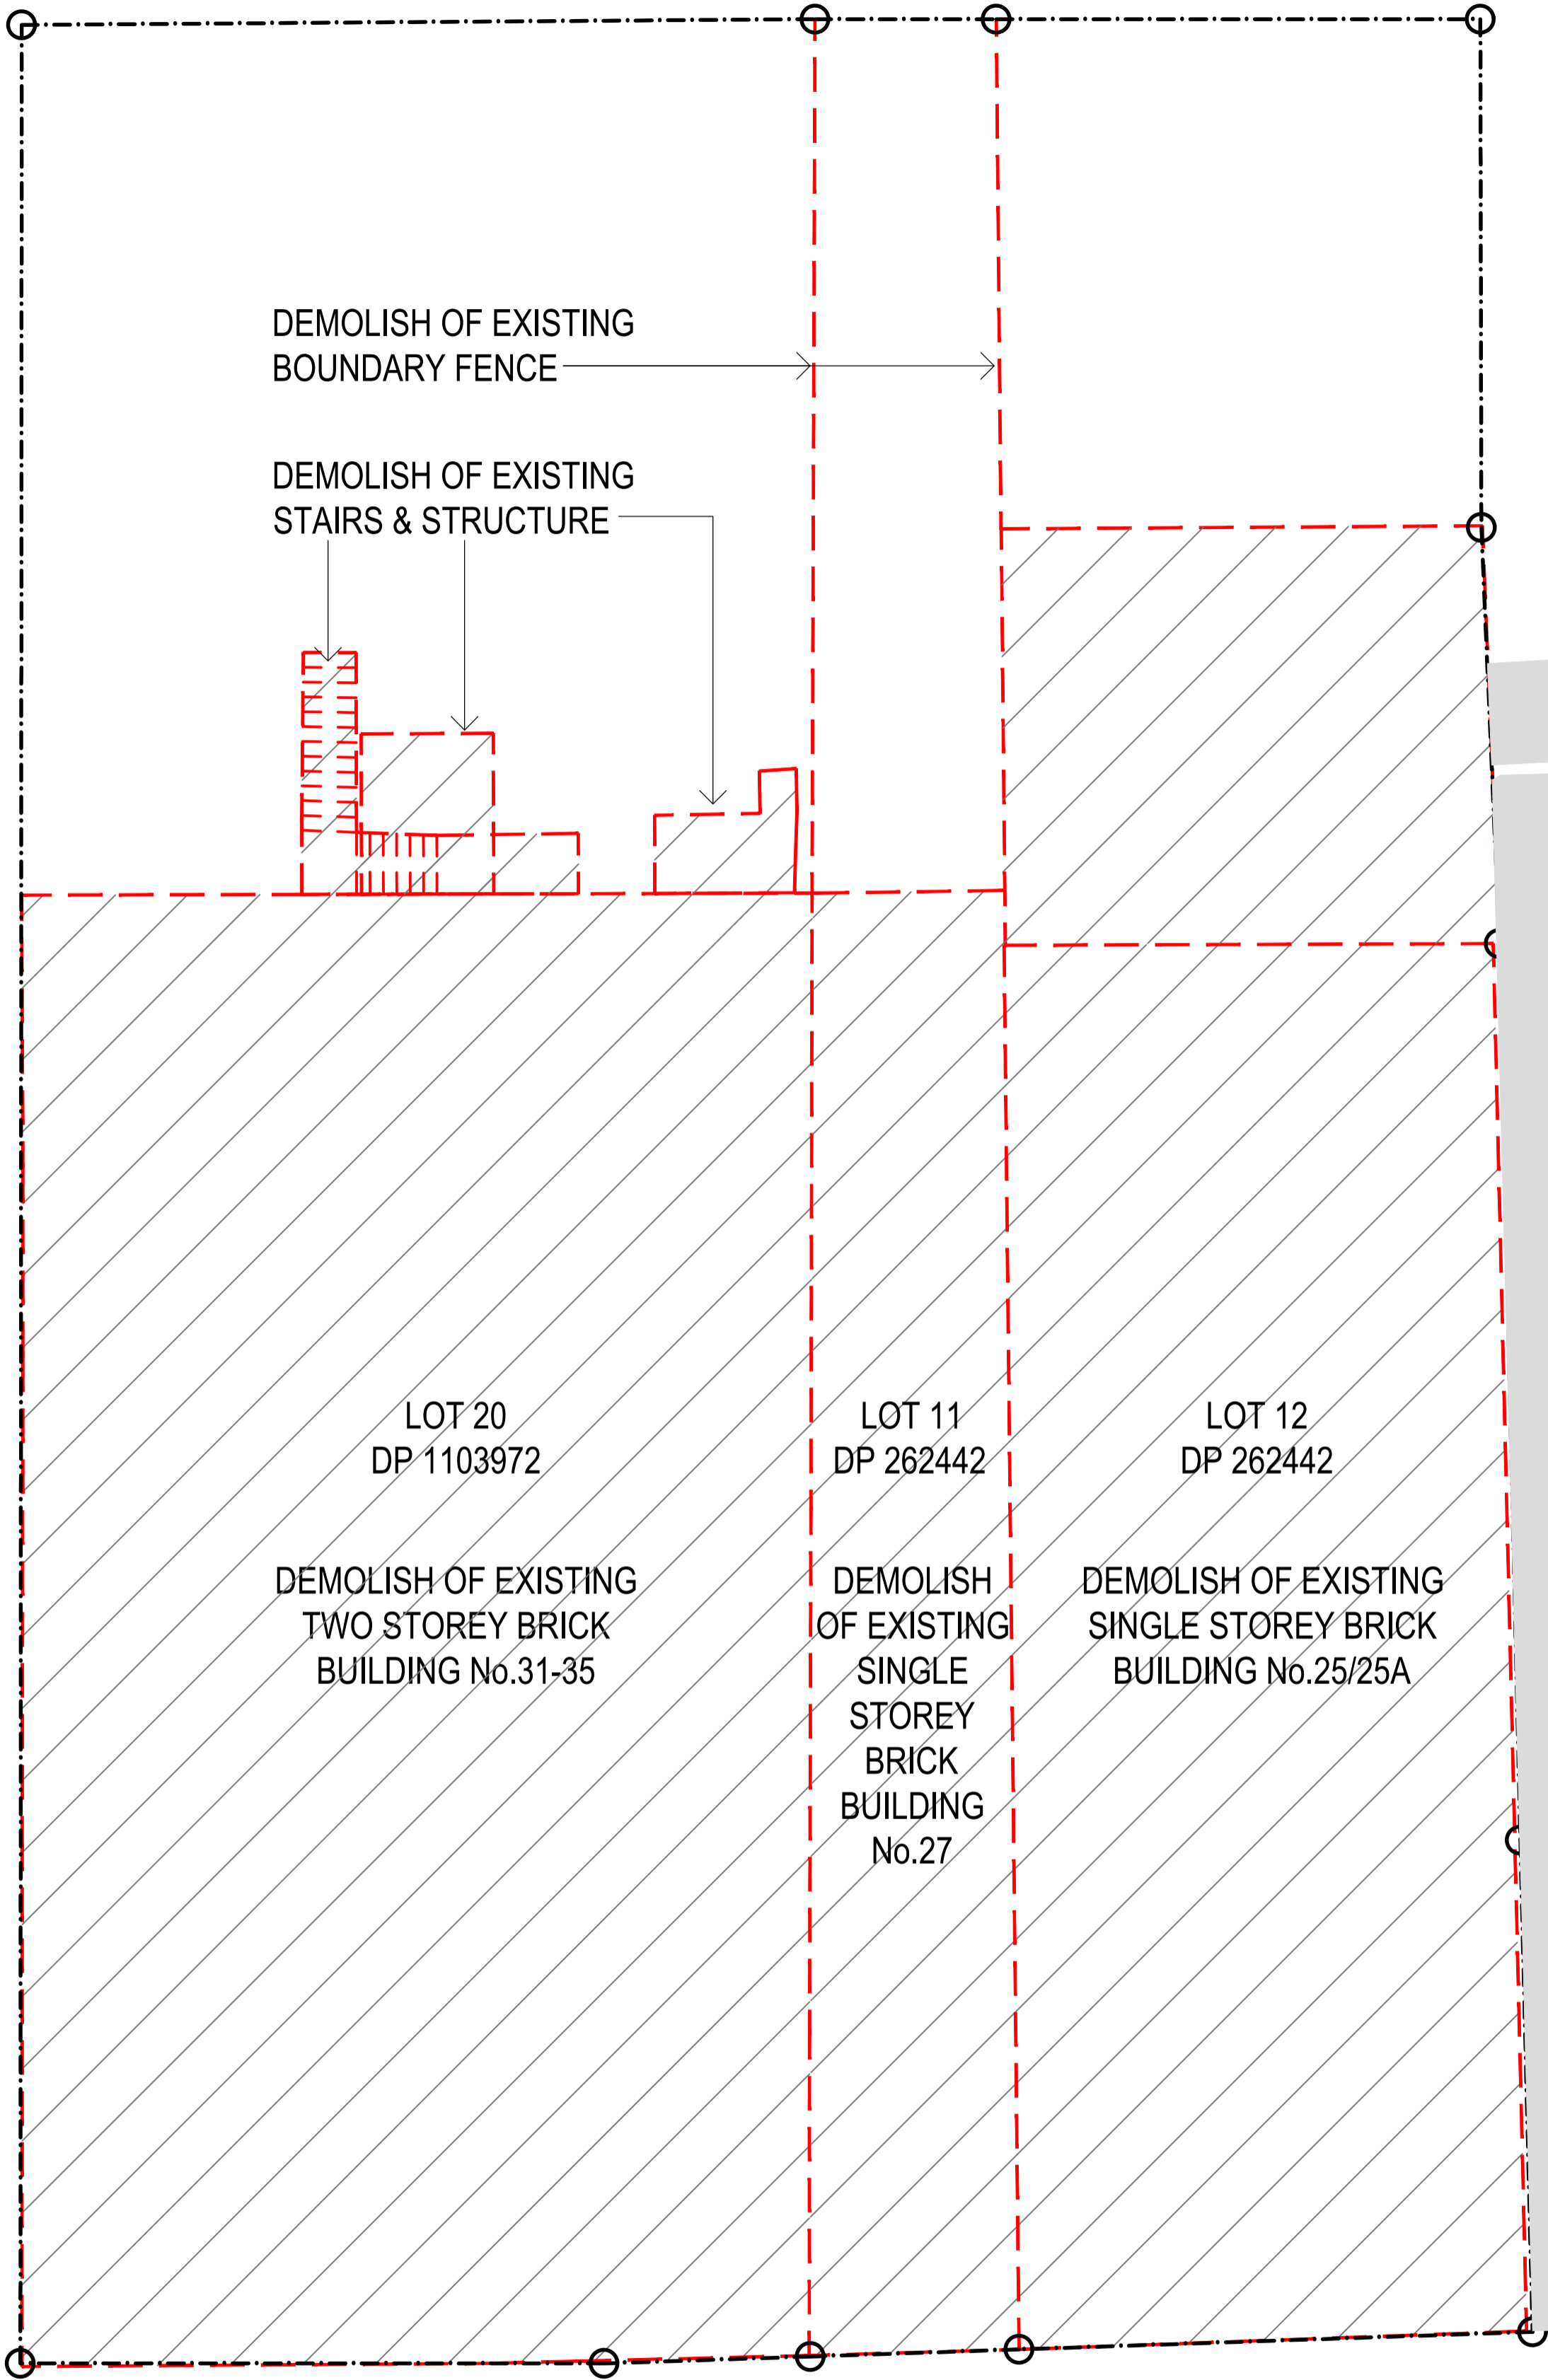 DEMOLISH OF EXISTING
BOUNDARY FENCE
DEMOLISH OF EXISTING
STAIRS & STRUCTURE
LOT 20
DP 1103972
DEMOLISH OF EXISTING
TWO STOREY BRICK
BUILDING No.31-35
LOT 11
DP 262442
DEMOLISH
OF EXISTING
SINGLE
STOREY
BRICK
BUILDING
No.27
LOT 12
DP 262442
DEMOLISH OF EXISTING
SINGLE STOREY BRICK
BUILDING No.25/25A